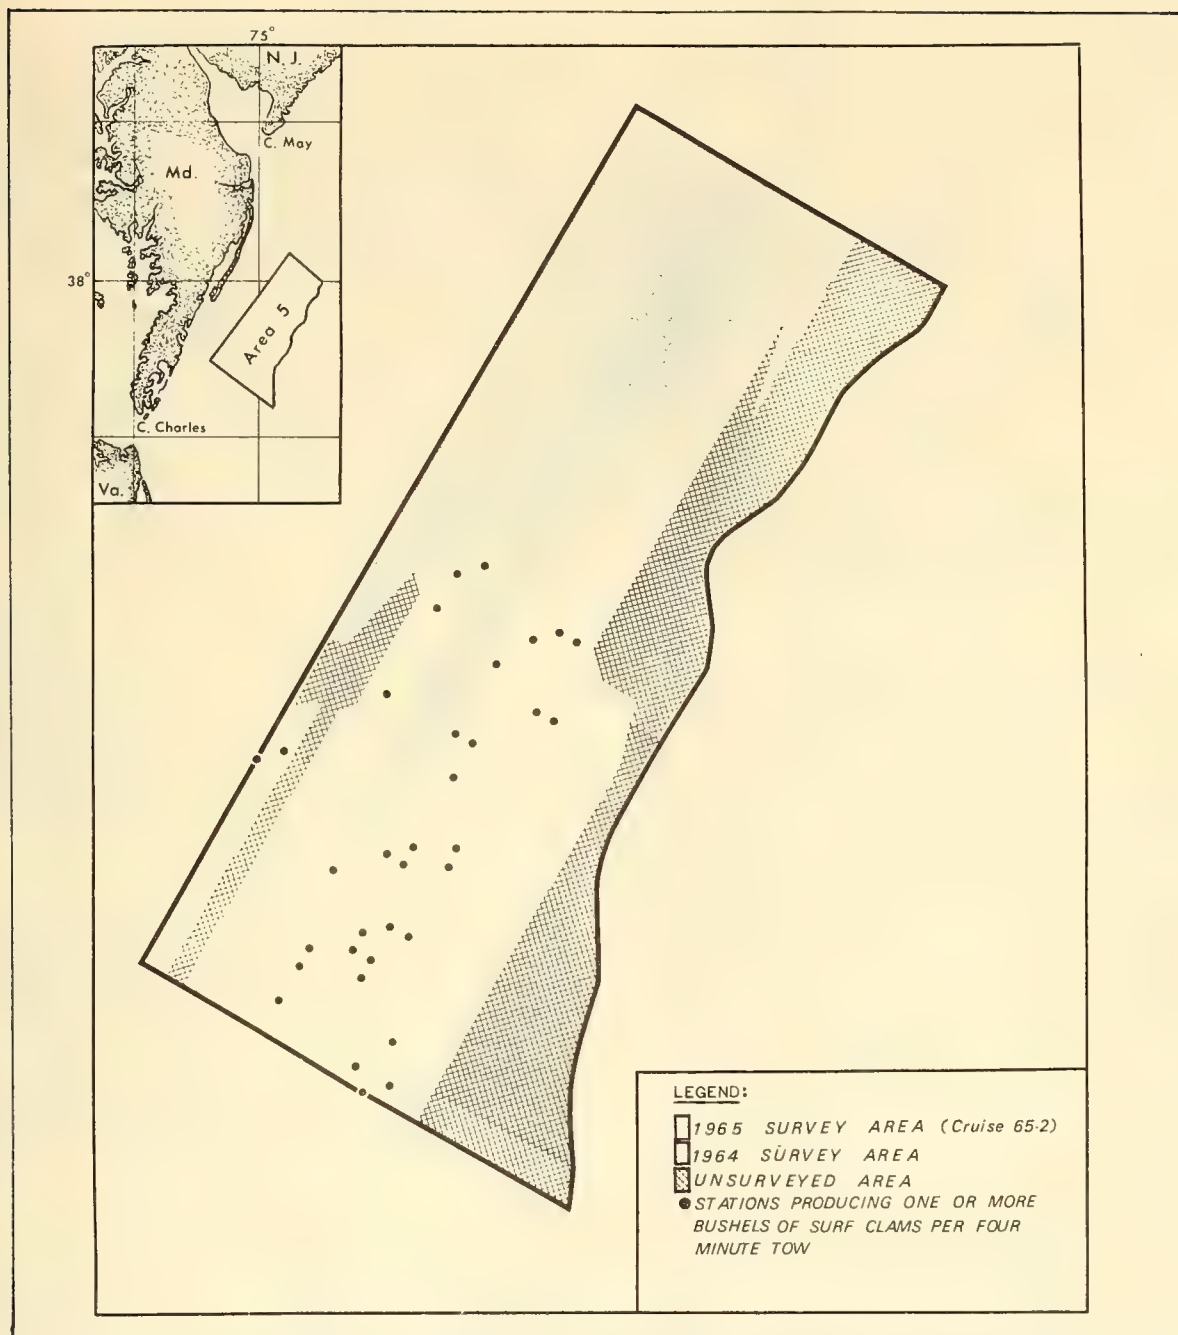 75°
N. J.
C. May
Md.
38°
Area 5
C. Charles
Va.
LEGEND:
1965 SURVEY AREA (Cruise 65-2)
1964 SURVEY AREA
UNSURVEYED AREA
STATIONS PRODUCING ONE OR MORE
BUSHELS OF SURF CLAMS PER FOUR
MINUTE TOW